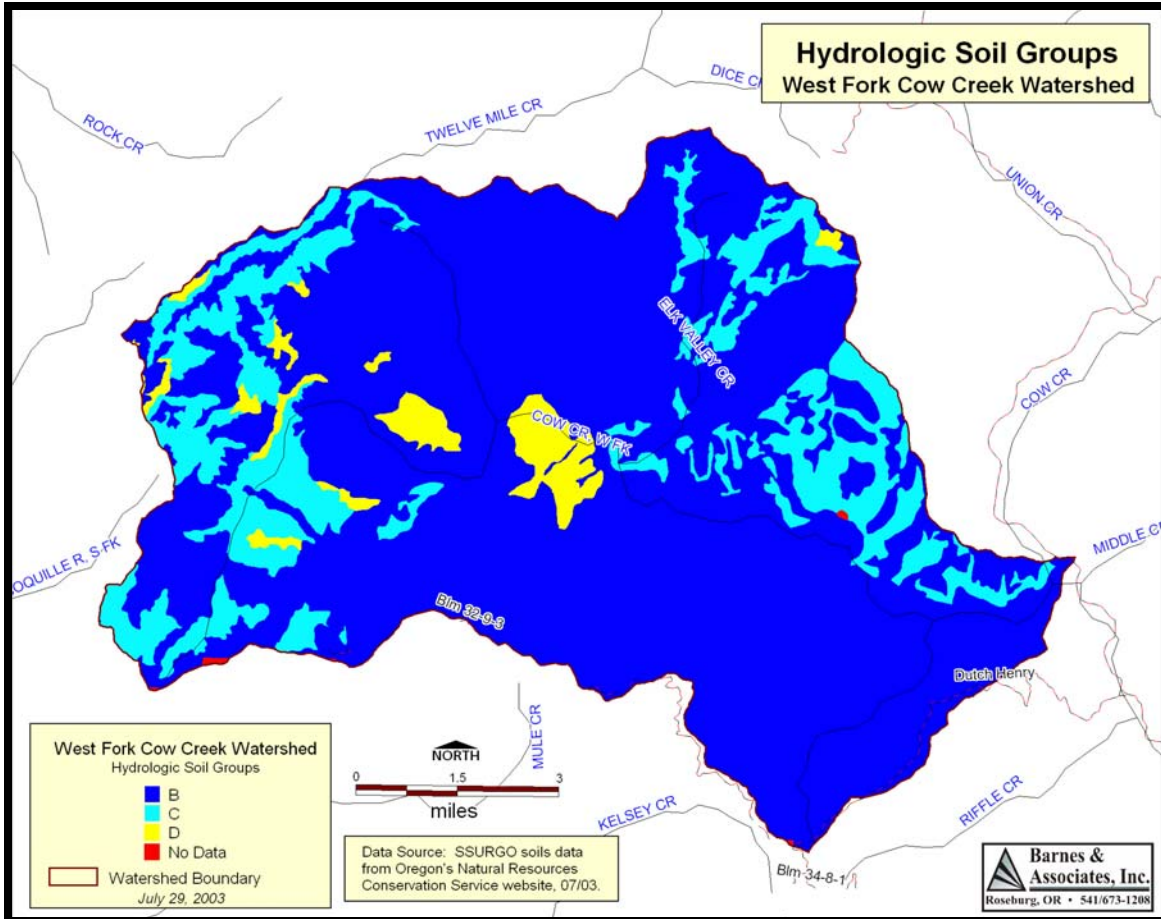 Hydrologic Soil Groups
West Fork Cow Creek Watershed
DICE C
TWELVE MILE CR
ROCK CR
UNION CR
ELK VALLEY CR
COW CR
COW CR, W FK
MIDDLE C
OQUILLE R, S FK
Blm 32-9-3
Dutch Henry
MULE CR
KELSEY CR
RIFFLE CR
Blm 34-8-1
West Fork Cow Creek Watershed
Hydrologic Soil Groups
B
C
D
No Data
Watershed Boundary
July 29, 2003
NORTH
0 1.5 3
miles
Data Source: SSURGO soils data
from Oregon's Natural Resources
Conservation Service website, 07/03.
Barnes &
Associates, Inc.
Roseburg, OR • 541/673-1208